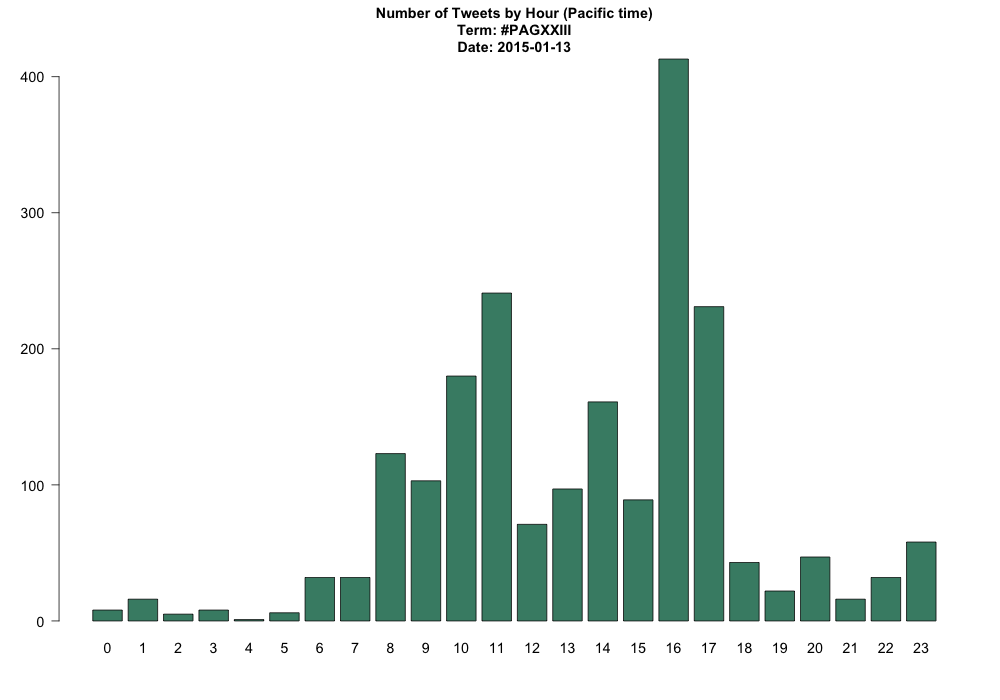 Number of Tweets by Hour (Pacific time)
Term: #PAGXXIII
Date: 2015-01-13
400
300
200
100
0
0 1 2 3 4 5 6 7 8 9 10 11 12 13 14 15 16 17 18 19 20 21 22 23